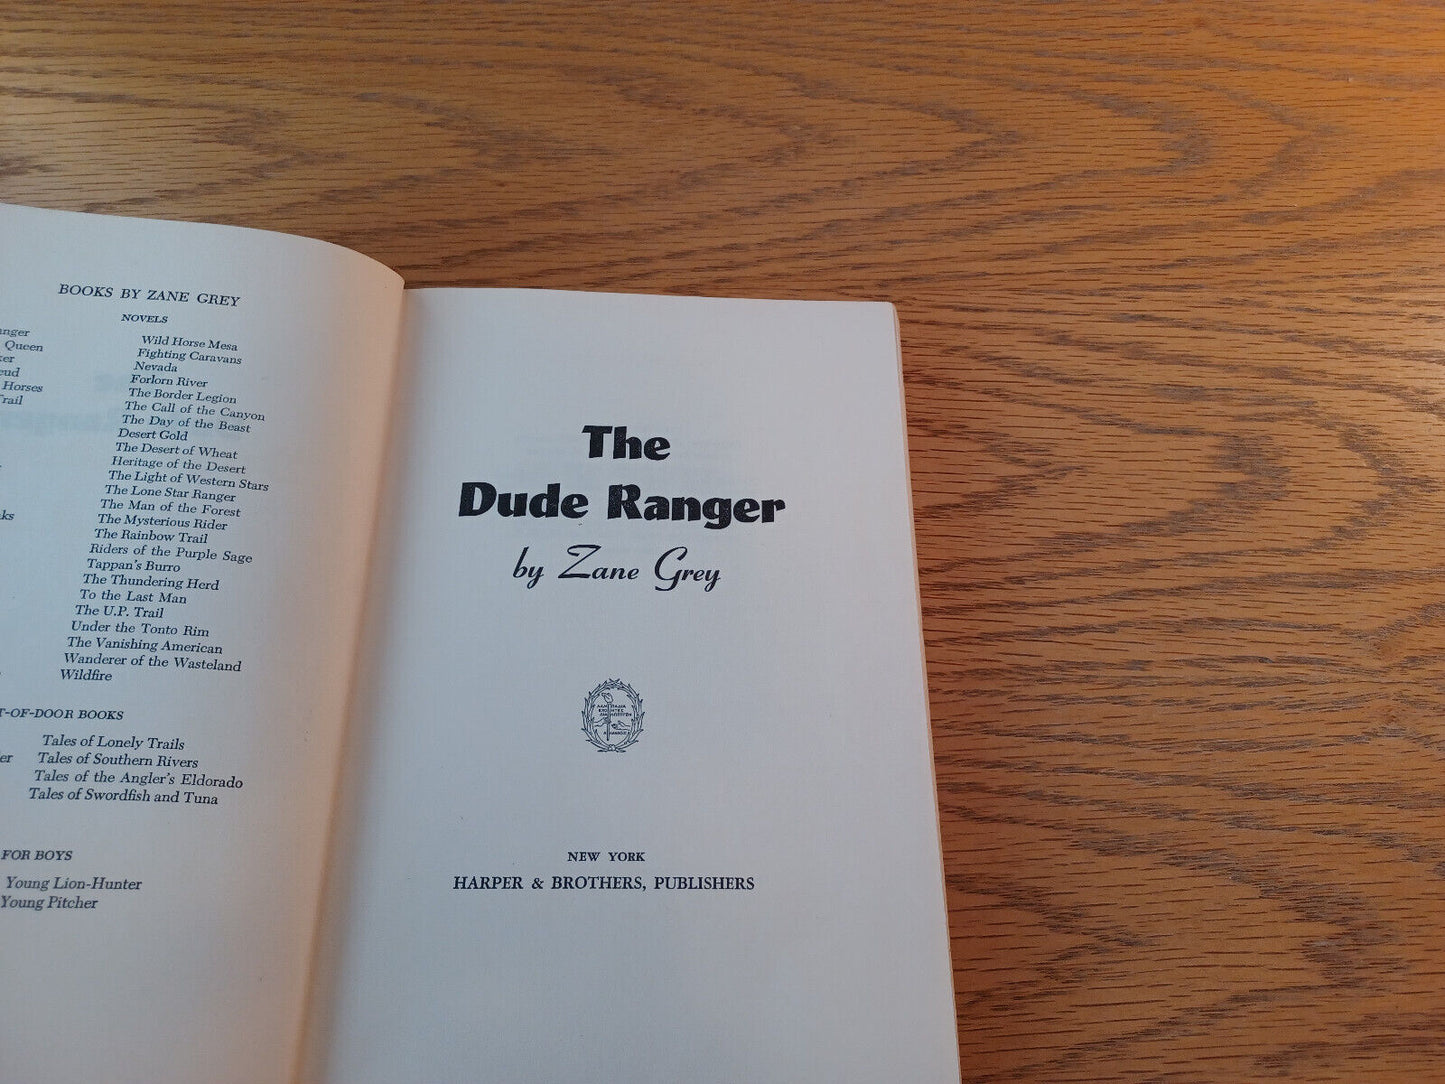 BOOKS BY ZANE GREY
NOVELS
Queen
Horses
Wild Horse Mesa
Fighting Caravans
Nevada
Forlorn River
The Border Legion
The Call of the Canyon
The Day of the Beast
Desert Gold
The Desert of Wheat
Heritage of the Desert
The Light of Western Stars
The Lone Star Ranger
The Man of the Forest
The Mysterious Rider
The Rainbow Trail
Riders of the Purple Sage
Tappan's Burro
The Thundering Herd
To the Last Man
The U.P. Trail
Under the Tonto Rim
The Vanishing American
Wanderer of the Wasteland
Wildfire
T-OF-DOOR BOOKS
Tales of Lonely Trails
Tales of Southern Rivers
Tales of the Angler's Eldorado
Tales of Swordfish and Tuna
FOR BOYS
Young Lion-Hunter
Young Pitcher
The
Dude Ranger
by Zane Grey
NEW YORK
HARPER & BROTHERS, PUBLISHERS